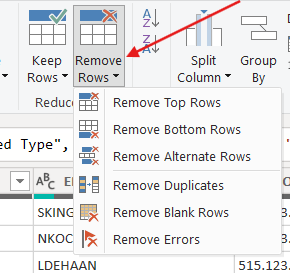 Keep
Rows
Remove
Rows
Split
Column
Group
By
Reduc
Remove Top Rows
Remove Bottom Rows
Remove Alternate Rows
Remove Duplicates
Remove Blank Rows
Remove Errors
ed Type",
ABC
SKING
NKOC
LDEHAAN
515.123.